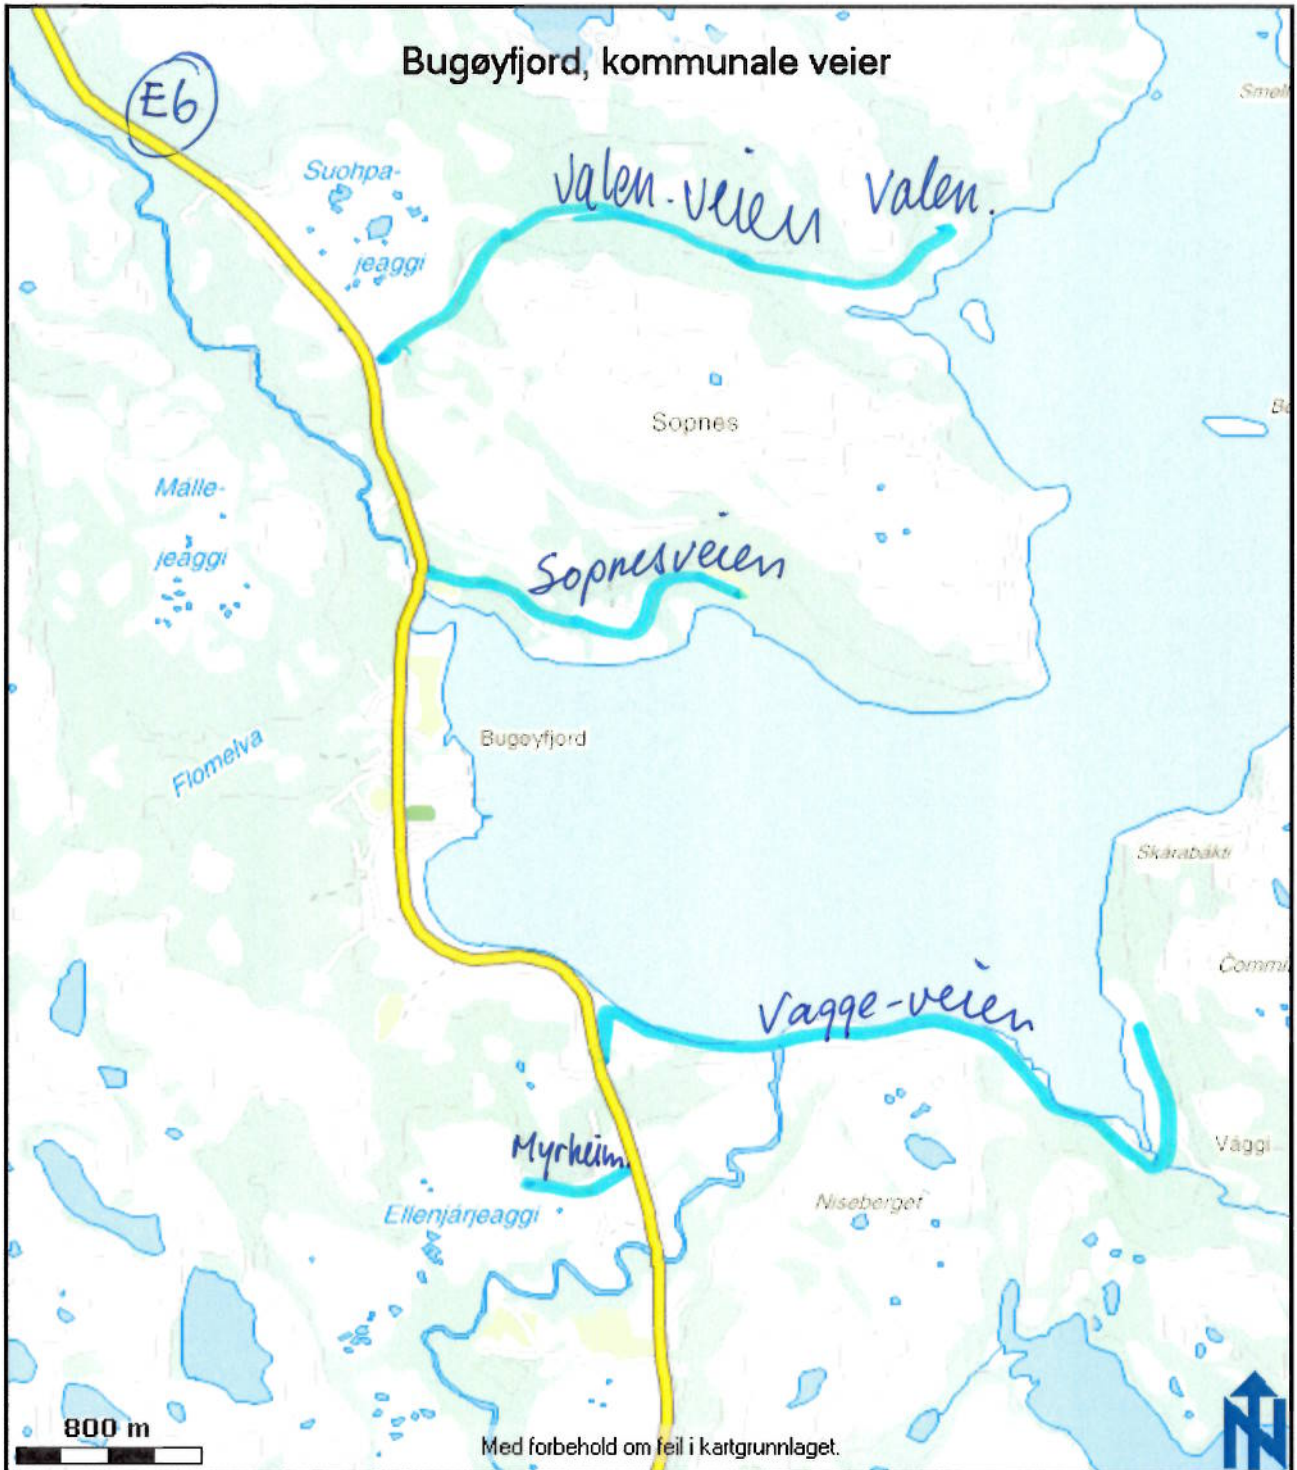 Bugøyfjord, kommunale veier
E6
Suohpa-
jeaggi
Valen-veien
Valen.
Sopnes
Málle-
jeaggi
Sopnesveien
Bugøyfjord
Flomelva
Skárabákti
Vagge-veien
Myrheim
Ellenjárjeaggi
Niseberget
Vággi
800 m
Med forbehold om feil i kartgrunnlaget.
N